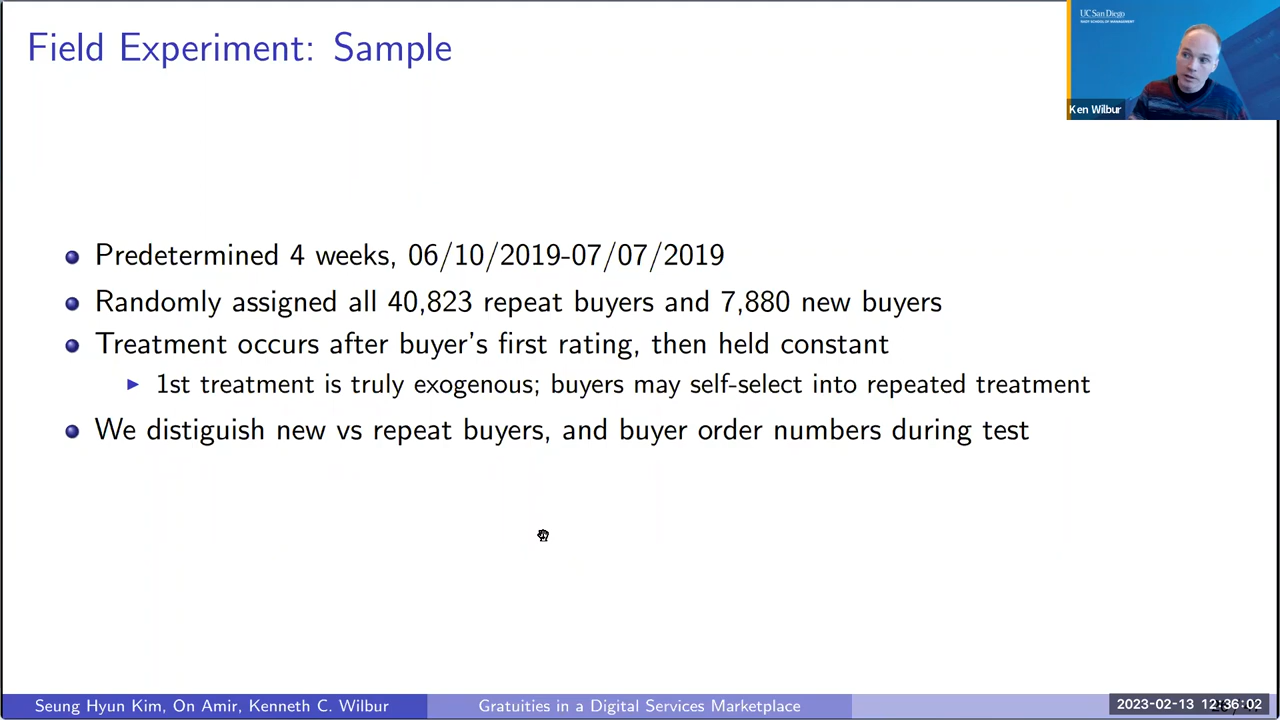 Field Experiment: Sample
UC San Diego
Ken Wilbur
Predetermined 4 weeks, 06/10/2019-07/07/2019
Randomly assigned all 40,823 repeat buyers and 7,880 new buyers
Treatment occurs after buyer's first rating, then held constant
1st treatment is truly exogenous; buyers may self-select into repeated treatment
We distiguish new vs repeat buyers, and buyer order numbers during test
Seung Hyun Kim, On Amir, Kenneth C. Wilbur
Gratuities in a Digital Services Marketplace
2023-02-13 12:36:02